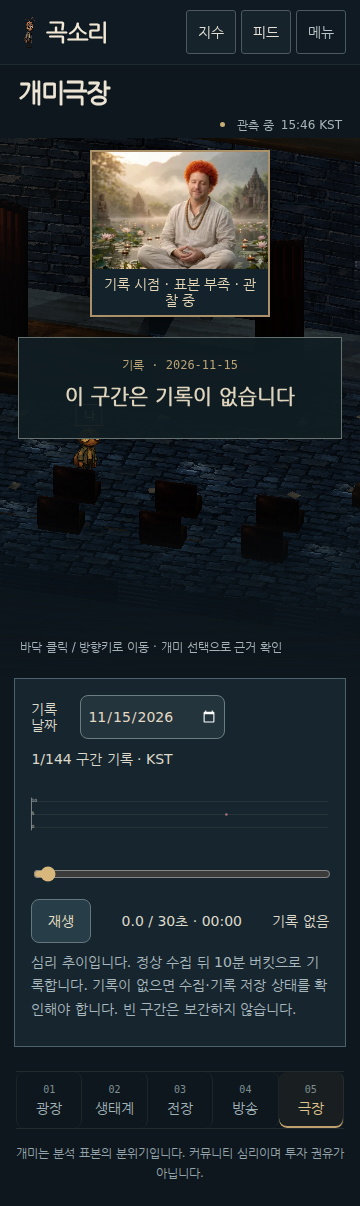 곡소리
지수
피드
메뉴
개미극장
관측 중 15:46 KST
기록 시점 · 표본 부족 · 관
찰 중
기록 · 2026-11-15
이 구간은 기록이 없습니다
바닥 클릭 / 방향키로 이동 · 개미 선택으로 근거 확인
기록
날짜
11/15/2026
1/144 구간 기록 · KST
재생
0.0 / 30초 · 00:00
기록 없음
심리 추이입니다. 정상 수집 뒤 10분 버킷으로 기
록합니다. 기록이 없으면 수집·기록 저장 상태를 확
인해야 합니다. 빈 구간은 보간하지 않습니다.
01
광장
02
생태계
03
전장
04
방송
05
극장
개미는 분석 표본의 분위기입니다. 커뮤니티 심리이며 투자 권유가
아닙니다.